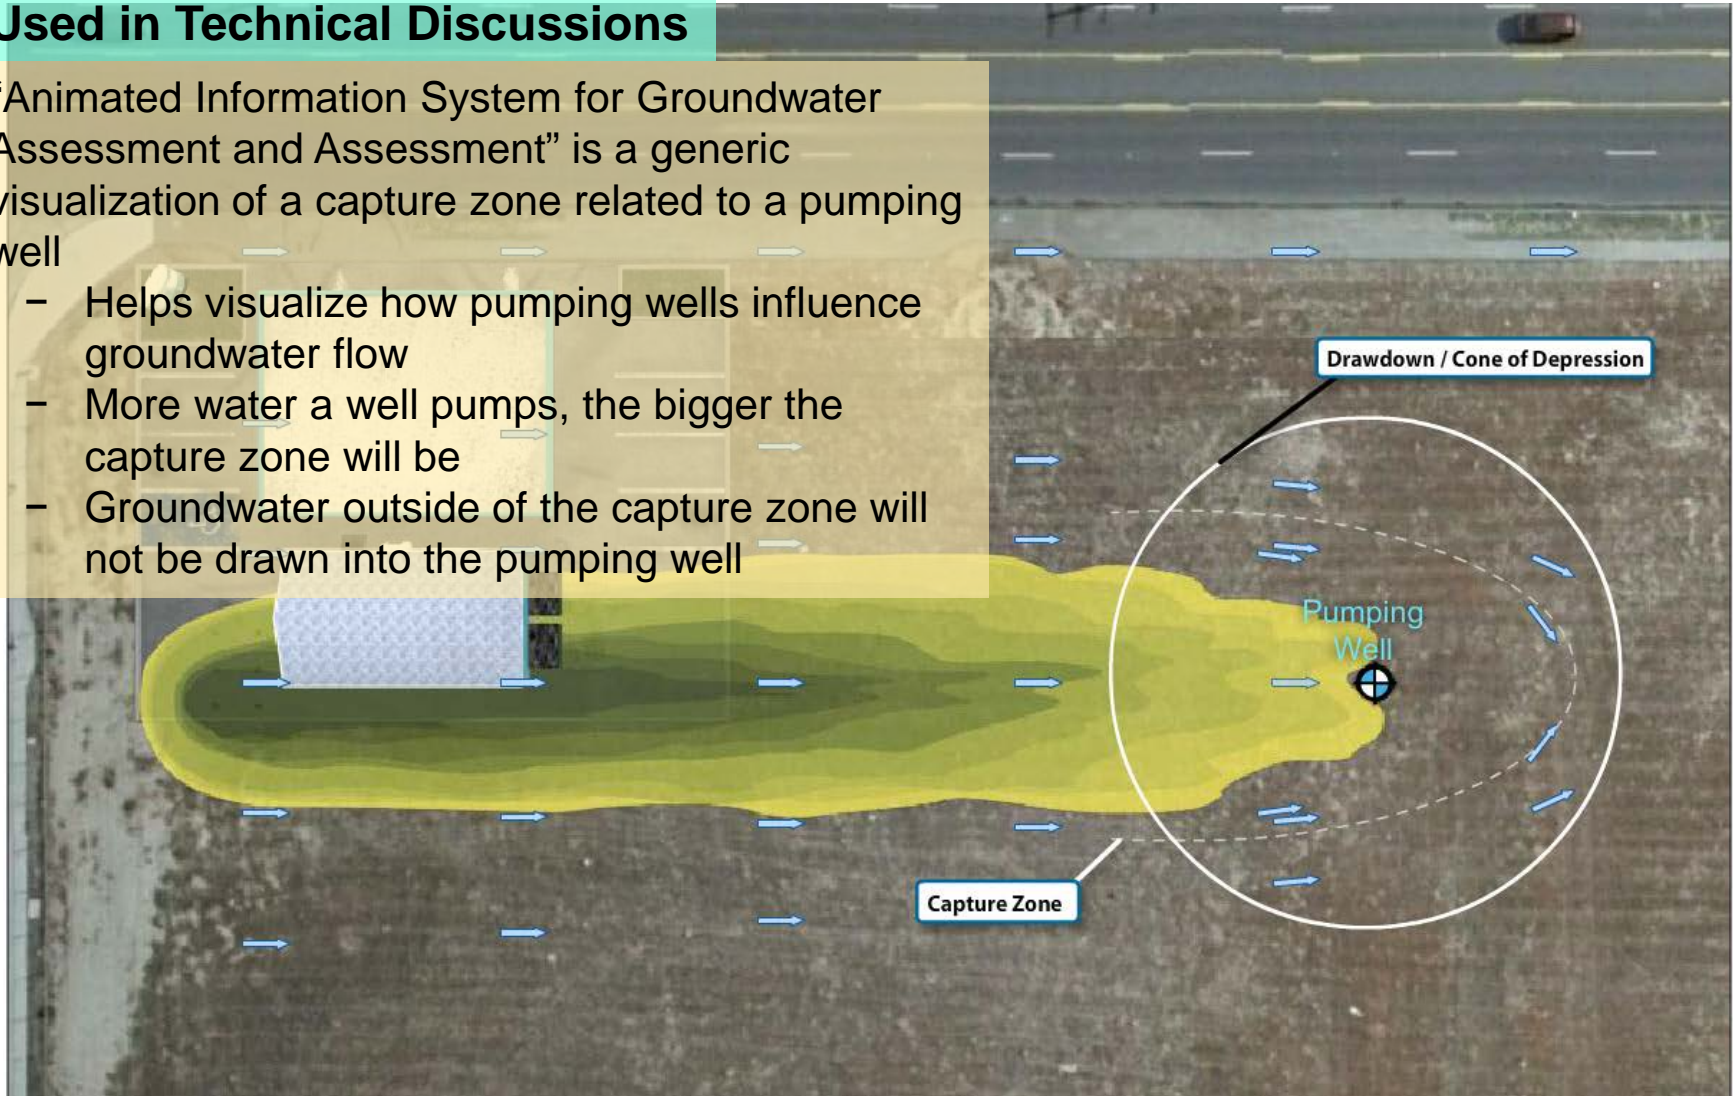 Used in Technical Discussions
“Animated Information System for Groundwater
Assessment and Assessment” is a generic
visualization of a capture zone related to a pumping
well
− Helps visualize how pumping wells influence
groundwater flow
− More water a well pumps, the bigger the
capture zone will be
− Groundwater outside of the capture zone will
not be drawn into the pumping well
Drawdown / Cone of Depression
Pumping
Well
Capture Zone